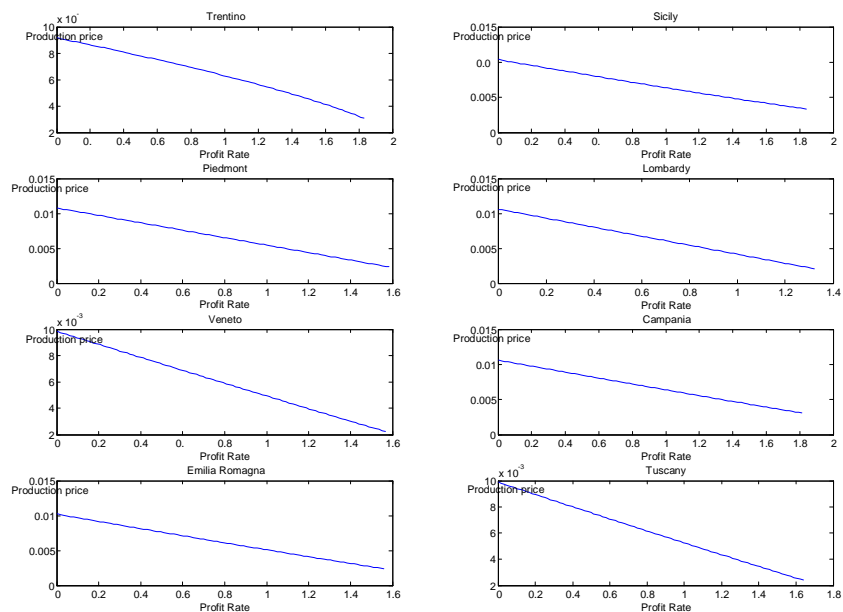 Trentino
x 10-
Production price
10
8
6
4
2
0 0. 0.4 0.6 0.8 1 1.2 1.4 1.6 1.8 2
Profit Rate
Sicily
Production price
0.015
0.0
0.005
0
0 0.2 0.4 0. 0.8 1 1.2 1.4 1.6 1.8 2
Profit Rate
Piedmont
Production price
0.015
0.01
0.005
0
0 0.2 0.4 0.6 0.8 1 1.2 1.4 1.6
Profit Rate
Lombardy
Production price
0.015
0.01
0.005
0
0 0.2 0.4 0.6 0.8 1 1.2 1.4
Profit Rate
Veneto
x 10-3
Production price
10
8
6
4
2
0 0.2 0.4 0. 0.8 1 1.2 1.4 1.6
Profit Rate
Campania
Production price
0.015
0.01
0.005
0
0 0.2 0.4 0.6 0.8 1 1.2 1.4 1.6 1.8 2
Profit Rate
Emilia Romagna
Production price
0.015
0.01
0.005
0
0 0.2 0.4 0.6 0.8 1 1.2 1.4 1.6
Profit Rate
Tuscany
x 10-3
Production price
10
8
6
4
2
0 0.2 0.4 0.6 0.8 1 1.2 1.4 1.6 1.8
Profit Rate